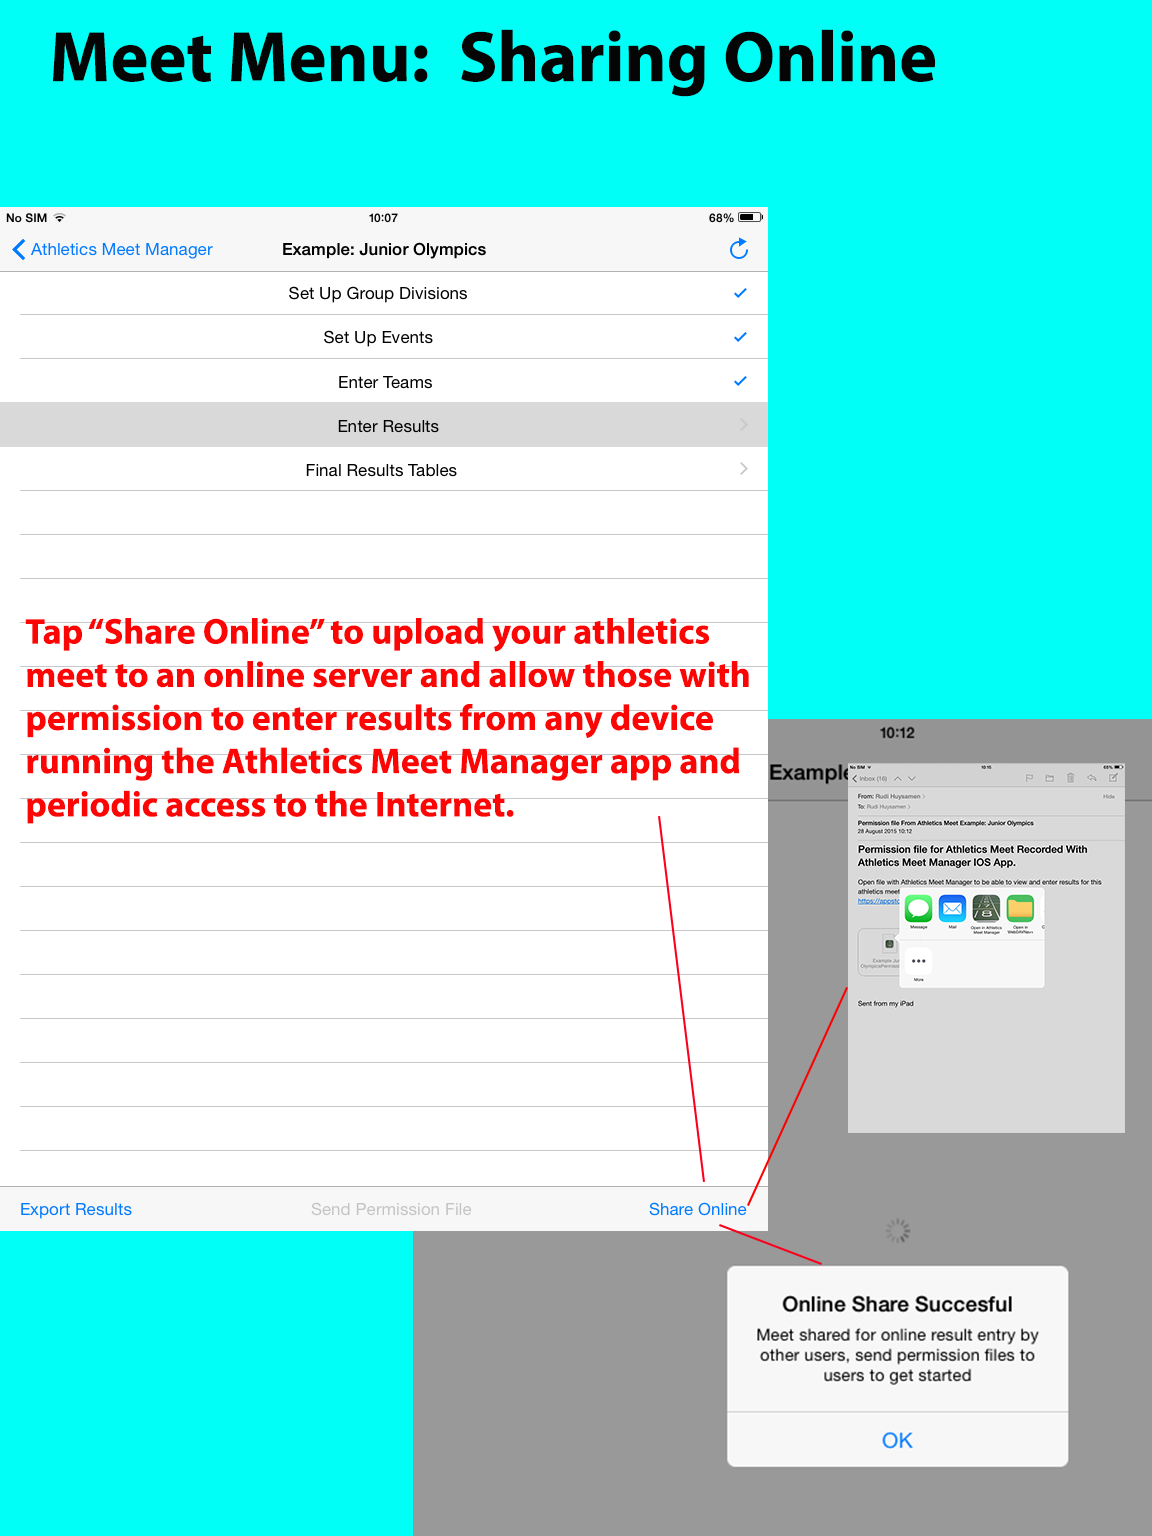 Meet Menu:  Sharing Online
No SIM
10:07
68%
Athletics Meet Manager
Example: Junior Olympics
Set Up Group Divisions
Set Up Events
Enter Teams
Enter Results
Final Results Tables
Tap “Share Online” to upload your athletics
meet to an online server and allow those with
permission to enter results from any device
running the Athletics Meet Manager app and
periodic access to the Internet.
Export Results
Send Permission File
Share Online
10:12
Example
No SIM
10:15
Inbox (16)
From: Rudi Huysamen
Hide
To: Rudi Huysamen
Permission file From Athletics Meet Example: Junior Olympics
28 August 2015 10:12
Permission file for Athletics Meet Recorded With
Athletics Meet Manager IOS App.
Open file with Athletics Meet Manager to be able to view and enter results for this
athletics meet
https://appsto
Message
Mail
Open in Athletics
Meet Manager
Open in
More
Example Jun
Sent from my iPad
Online Share Succesful
Meet shared for online result entry by
other users, send permission files to
users to get started
OK